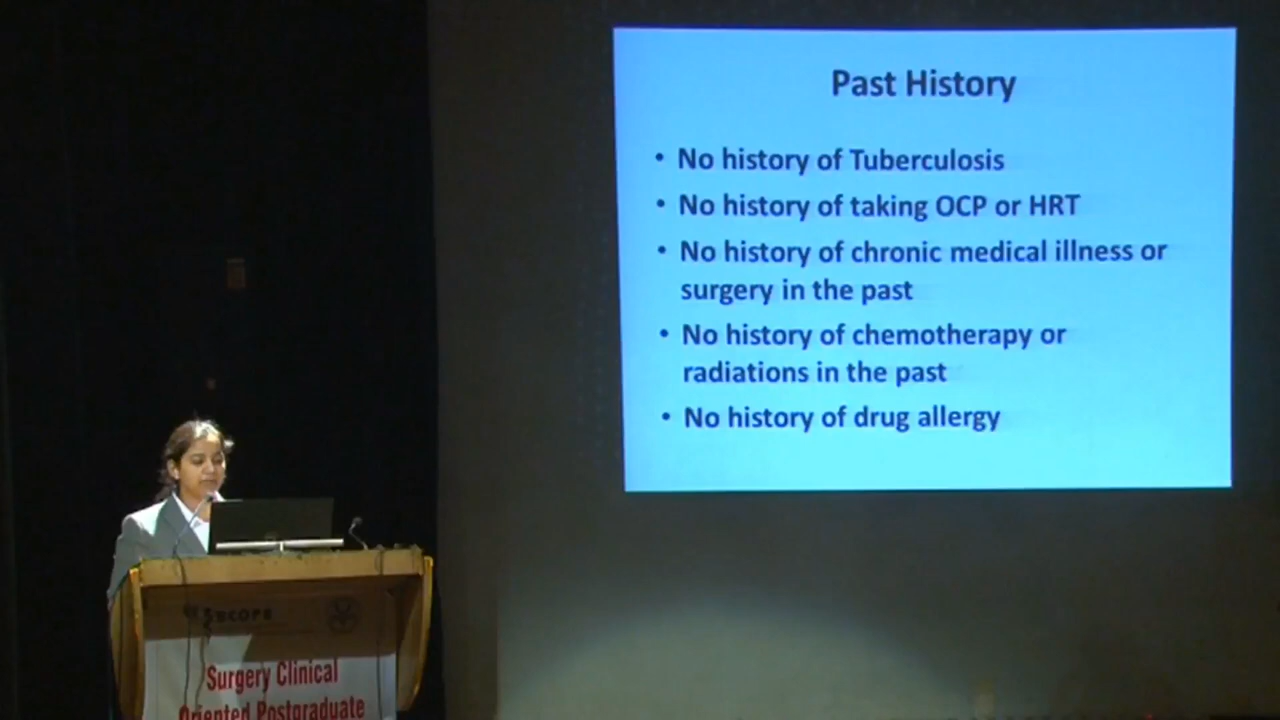 Past History
• No history of Tuberculosis
• No history of taking OCP or HRT
• No history of chronic medical illness or
surgery in the past
• No history of chemotherapy or
radiations in the past
• No history of drug allergy
Surgery Clinical
Oriented Postgraduate